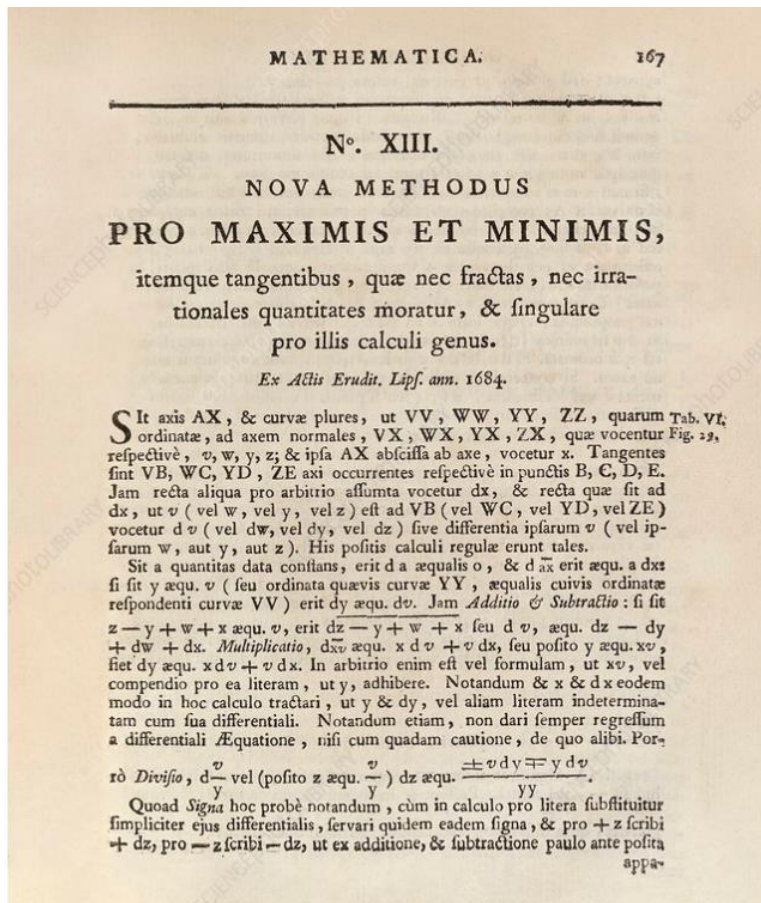 MATHEMATICA. 167
Nº. XIII.
NOVA METHODUS
PRO MAXIMIS ET MINIMIS,
itemque tangentibus, quæ nec fractas, nec irra-
tionales quantitates moratur, & ſingulare
pro illis calculi genus.
Ex Actis Erudit. Lipſ. ann. 1684.
SIt axis AX, & curvæ plures, ut VV, WW, YY, ZZ, quarum Tab. VI.
ordinatæ, ad axem normales, VX, WX, YX, ZX, quæ vocentur Fig. 29,
reſpectivè, v, w, y, z; & ipſa AX abſciſſa ab axe, vocetur x. Tangentes
ſint VB, WC, YD, ZE axi occurrentes reſpectivè in punctis B, C, D, E.
Jam recta aliqua pro arbitrio aſſumta vocetur dx, & recta quæ ſit ad
dx, ut v (vel w, vel y, vel z) eſt ad VB (vel WC, vel YD, vel ZE)
vocetur dv (vel dw, vel dy, vel dz) ſive differentia ipſarum v (vel ip-
ſarum w, aut y, aut z). His poſitis calculi regulæ erunt tales.
Sit a quantitas data conſtans, erit d a æqualis o, & d ax erit æqu. a dx:
ſi ſit y æqu. v (ſeu ordinata quævis curvæ YY, æqualis cuivis ordinatæ
reſpondenti curvæ VV) erit dy æqu. dv. Jam Additio & Subtractio: ſi ſit
z — y + w + x æqu. v, erit dz — y + w + x ſeu d v, æqu. dz — dy
+ dw + dx. Multiplicatio, dxv æqu. x dv + v dx, ſeu poſito y æqu. xv,
fiet dy æqu. x dv + v dx. In arbitrio enim eſt vel formulam, ut xv, vel
compendio pro ea literam, ut y, adhibere. Notandum & x & dx eodem
modo in hoc calculo tractari, ut y & dy, vel aliam literam indetermina-
tam cum ſua differentiali. Notandum etiam, non dari ſemper regreſſum
a differentiali Æquatione, niſi cum quadam cautione, de quo alibi. Por-
rò Diviſio, d v/y vel (poſito z æqu. v/y) dz æqu. ±v dy ∓ y dv / yy.
Quoad Signa hoc probè notandum, cùm in calculo pro litera ſubſtituitur
ſimpliciter ejus differentialis, ſervari quidem eadem ſigna, & pro + z ſcribi
+ dz, pro — z ſcribi — dz, ut ex additione, & ſubtractione paulo ante poſita
appa-